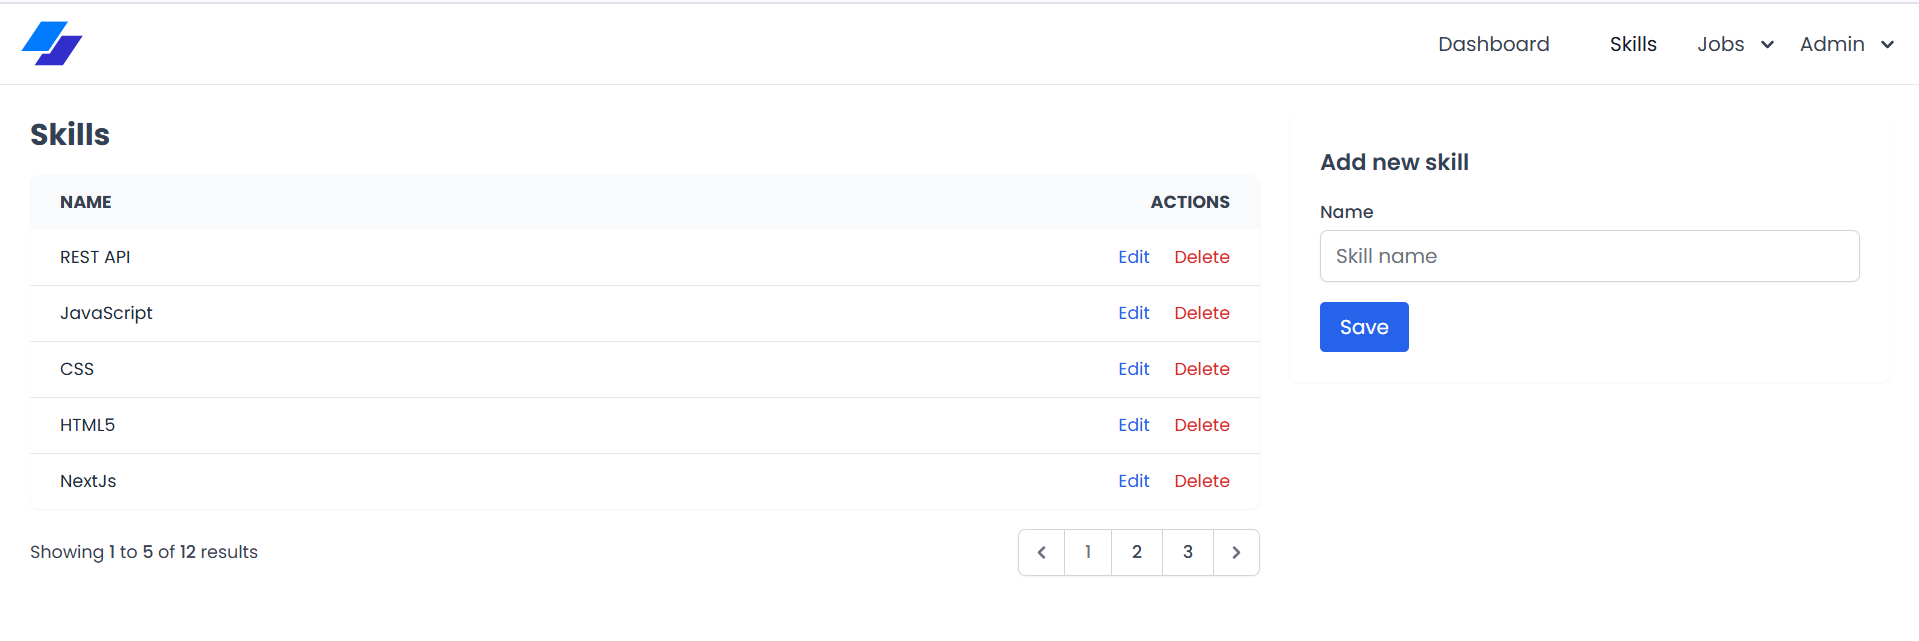 Dashboard Skills Jobs Admin
Skills
NAME ACTIONS
REST API Edit Delete
JavaScript Edit Delete
CSS Edit Delete
HTML5 Edit Delete
NextJs Edit Delete
Showing 1 to 5 of 12 results
1 2 3
Add new skill
Name
Skill name
Save